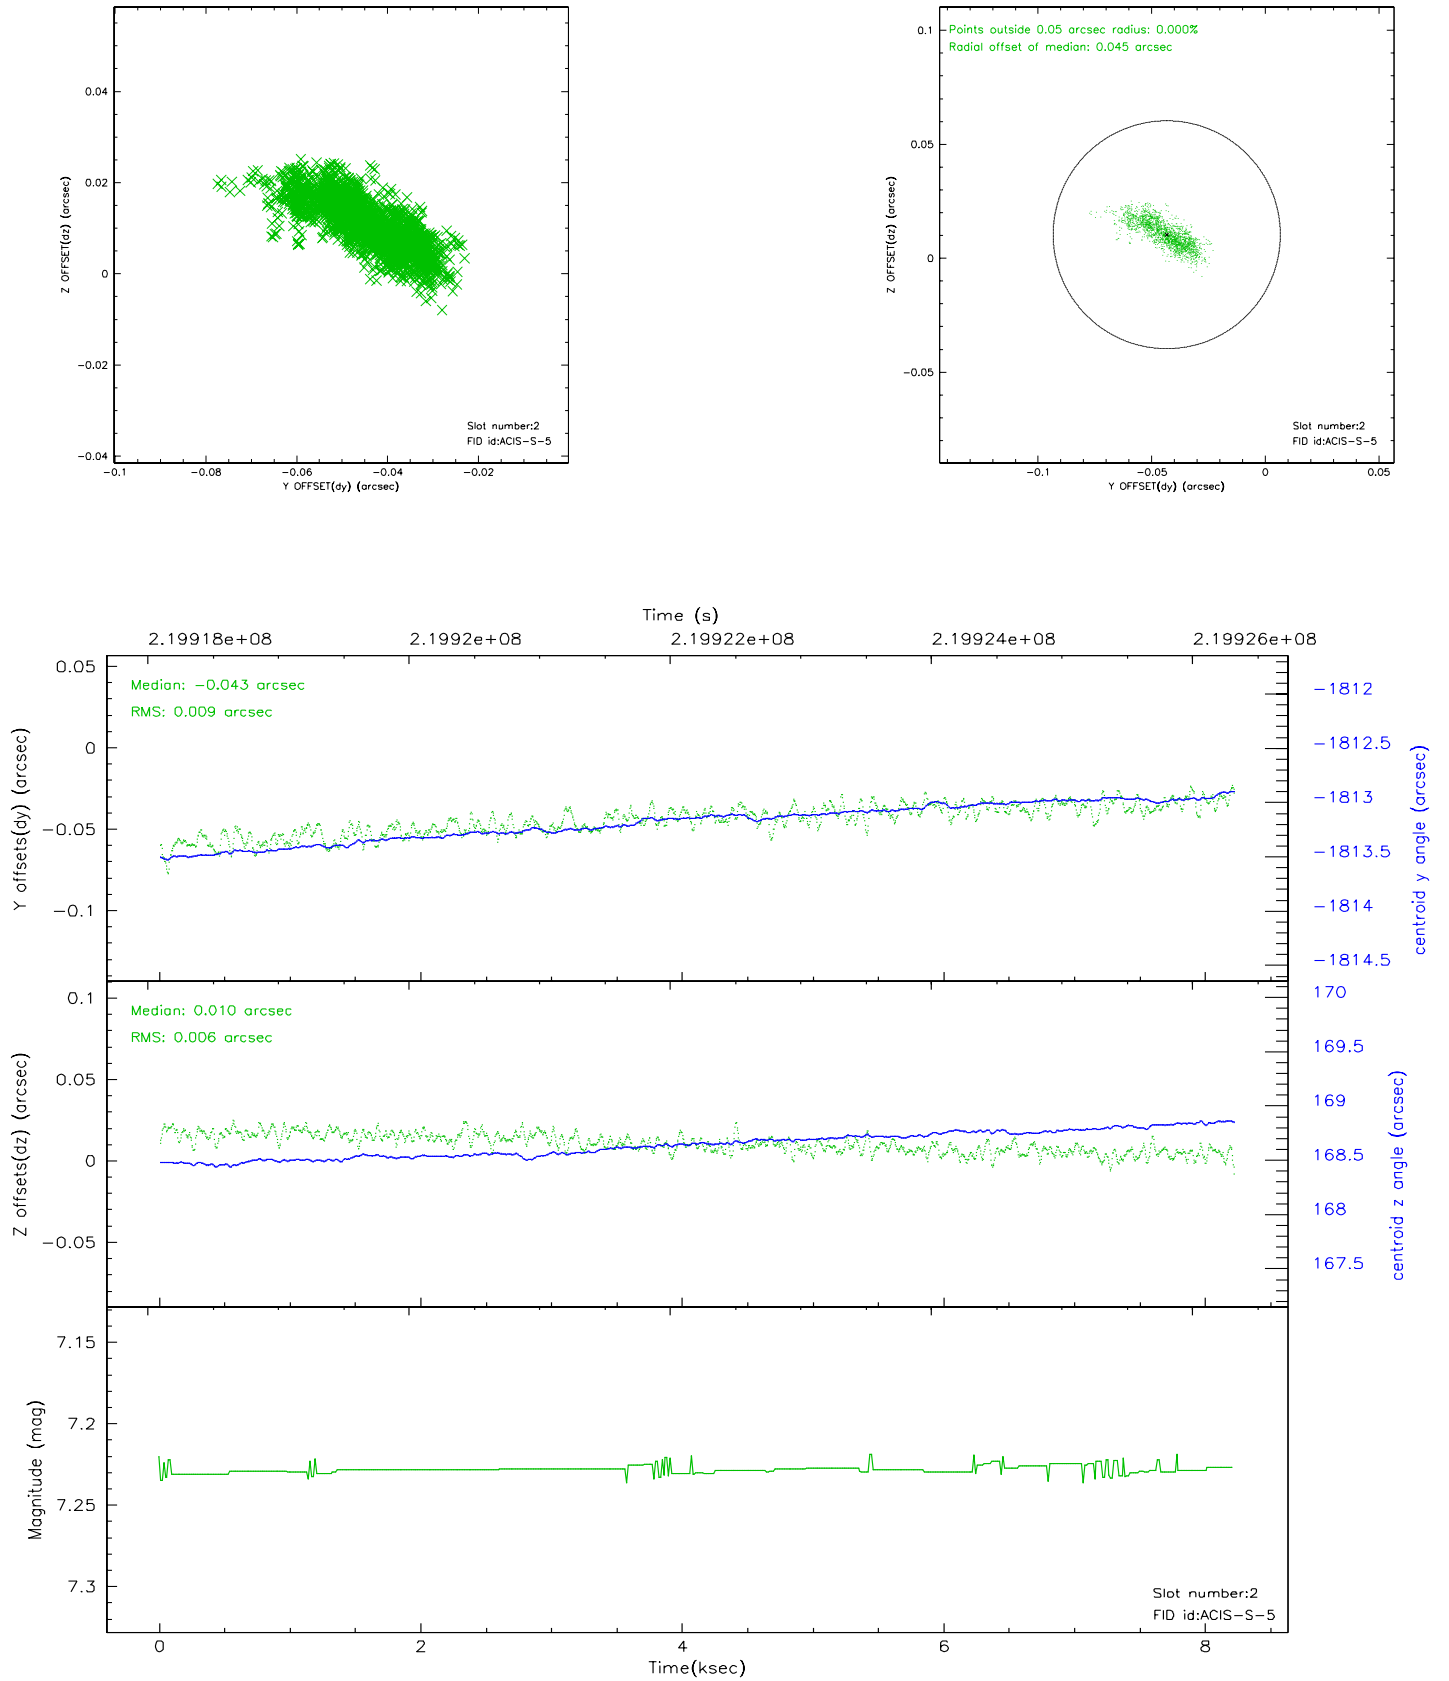 0.04
0.02
0
-0.02
-0.04
Z OFFSET(dz) (arcsec)
Slot number:2
FID id:ACIS-S-5
-0.1 -0.08 -0.06 -0.04 -0.02
Y OFFSET(dy) (arcsec)
Points outside 0.05 arcsec radius: 0.000%
Radial offset of median: 0.045 arcsec
0.1
0.05
0
-0.05
Z OFFSET(dz) (arcsec)
Slot number:2
FID id:ACIS-S-5
-0.1 -0.05 0 0.05
Y OFFSET(dy) (arcsec)
Time (s)
2.19918e+08 2.1992e+08 2.19922e+08 2.19924e+08 2.19926e+08
Median: -0.043 arcsec
RMS: 0.009 arcsec
0.05
0
-0.05
-0.1
Y offsets(dy) (arcsec)
-1812
-1812.5
-1813
-1813.5
-1814
-1814.5
centroid y angle (arcsec)
Median: 0.010 arcsec
RMS: 0.006 arcsec
0.1
0.05
0
-0.05
Z offsets(dz) (arcsec)
170
169.5
169
168.5
168
167.5
centroid z angle (arcsec)
7.15
7.2
7.25
7.3
Magnitude (mag)
Slot number:2
FID id:ACIS-S-5
0 2 4 6 8
Time(ksec)